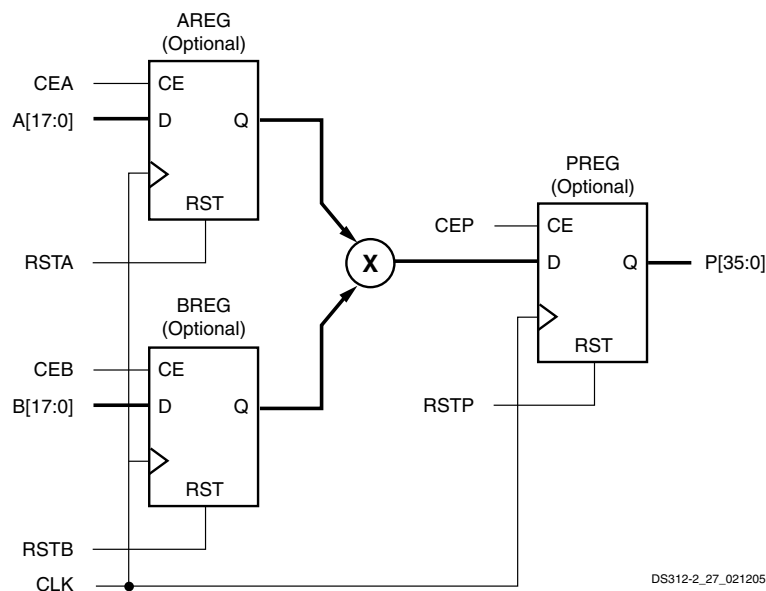 AREG
(Optional)
CEA
CE
A[17:0]
D
Q
RST
RSTA
BREG
(Optional)
CEB
CE
B[17:0]
D
Q
RST
RSTB
CLK
X
PREG
(Optional)
CEP
CE
D
Q
P[35:0]
RST
RSTP
DS312-2_27_021205